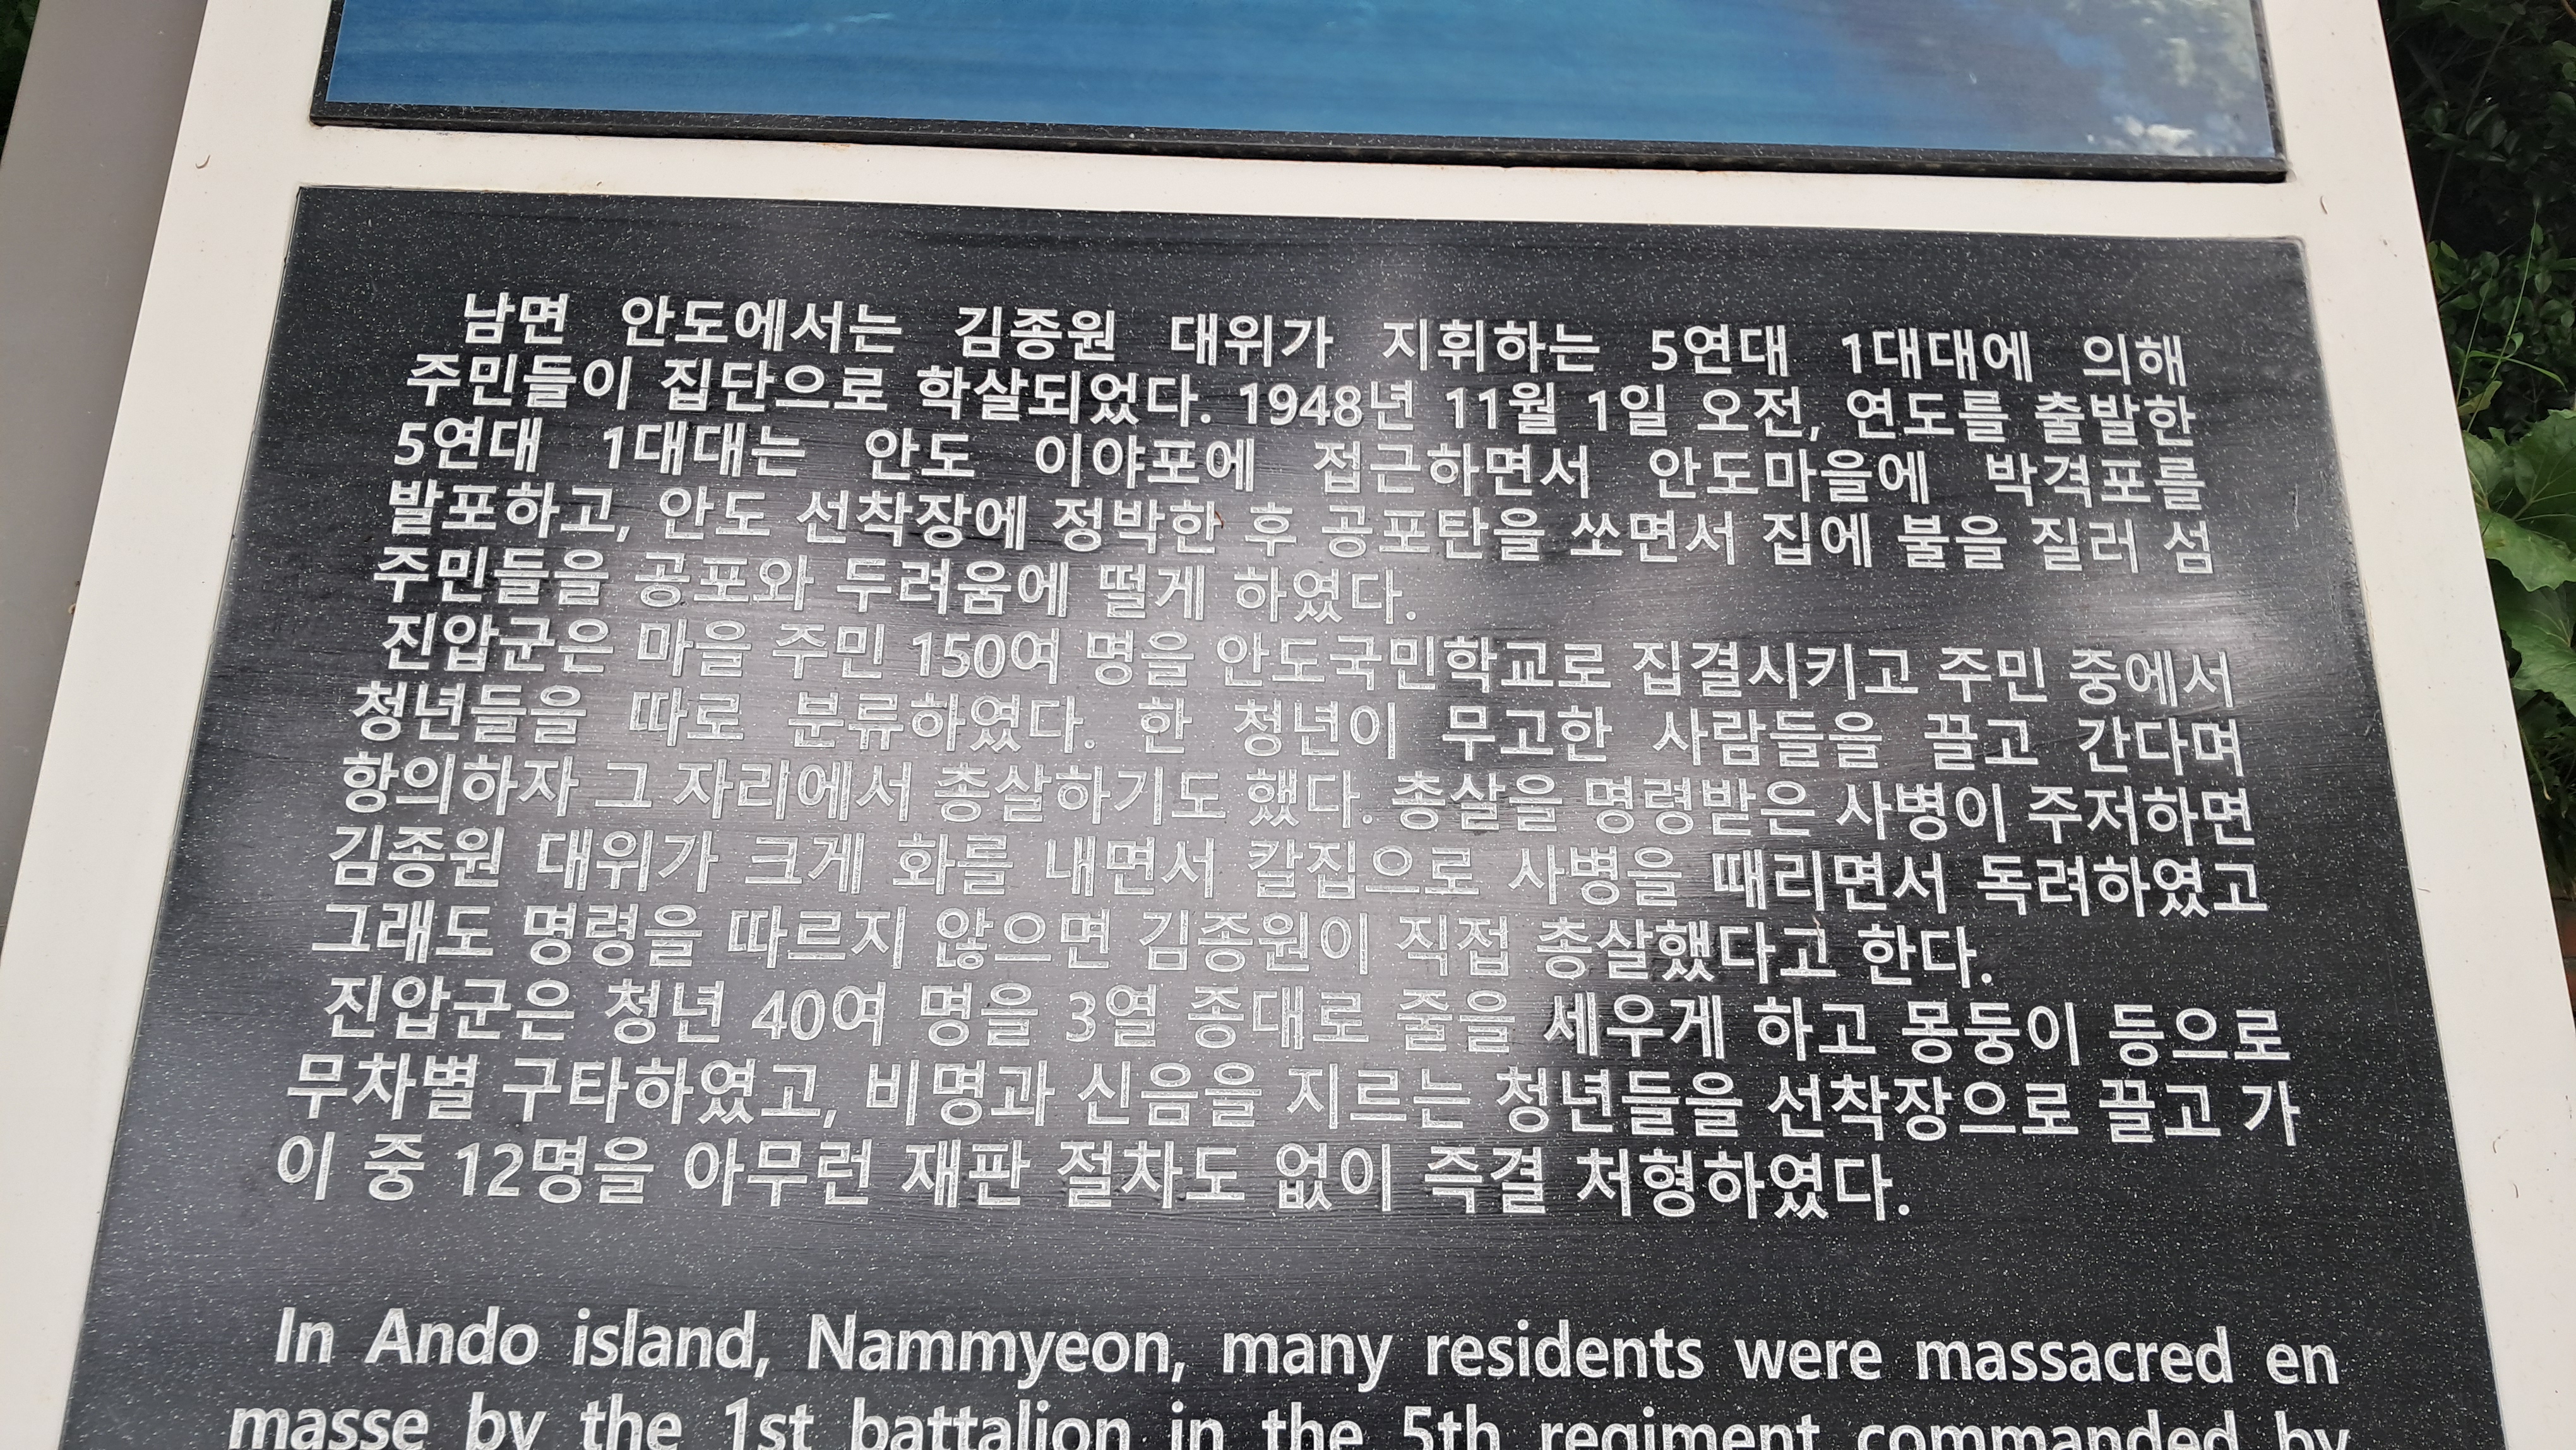 남면 안도에서는 김종원 대위가 지휘하는 5연대 1대대에 의해
주민들이 집단으로 학살되었다. 1948년 11월 1일 오전, 연도를 출발한
5연대 1대대는 안도 이야포에 접근하면서 안도마을에 박격포를
발포하고, 안도 선착장에 정박한 후 공포탄을 쏘면서 집에 불을 질러 섬
주민들을 공포와 두려움에 떨게 하였다.
진압군은 마을 주민 150여 명을 안도국민학교로 집결시키고 주민 중에서
청년들을 따로 분류하였다. 한 청년이 무고한 사람들을 끌고 간다며
항의하자 그 자리에서 총살하기도 했다. 총살을 명령받은 사병이 주저하면
김종원 대위가 크게 화를 내면서 칼집으로 사병을 때리면서 독려하였고
그래도 명령을 따르지 않으면 김종원이 직접 총살했다고 한다.
진압군은 청년 40여 명을 3열 종대로 줄을 세우게 하고 몽둥이 등으로
무차별 구타하였고, 비명과 신음을 지르는 청년들을 선착장으로 끌고 가
이 중 12명을 아무런 재판 절차도 없이 즉결 처형하였다.
In Ando island, Nammyeon, many residents were massacred en
masse by the 1st battalion in the 5th regiment commanded by